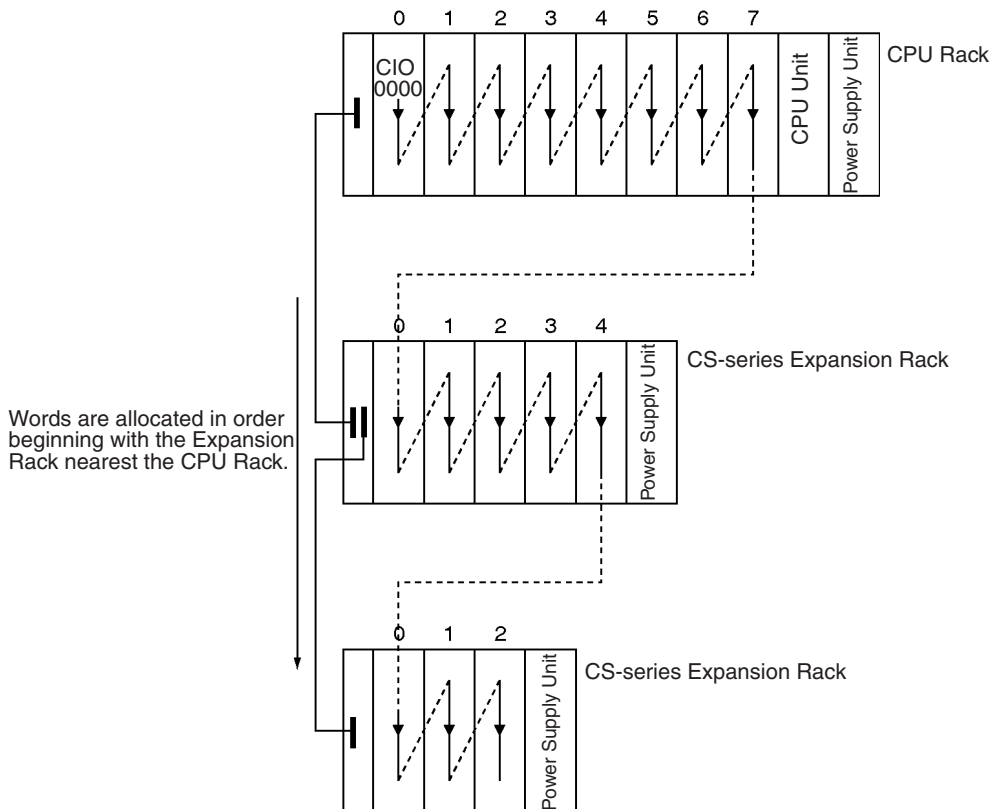 0 1 2 3 4 5 6 7
CIO
0000
CPU Unit
Power Supply Unit
CPU Rack
0 1 2 3 4
Power Supply Unit
CS-series Expansion Rack
Words are allocated in order
beginning with the Expansion
Rack nearest the CPU Rack.
0 1 2
Power Supply Unit
CS-series Expansion Rack